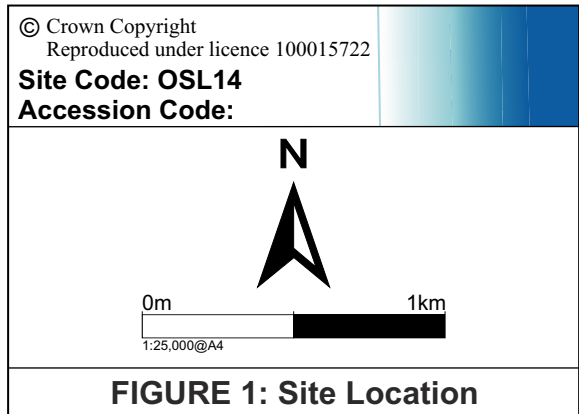 © Crown Copyright
Reproduced under licence 100015722
Site Code: OSL14
Accession Code:
N
0m 1km
1:25,000@A4
FIGURE 1: Site Location